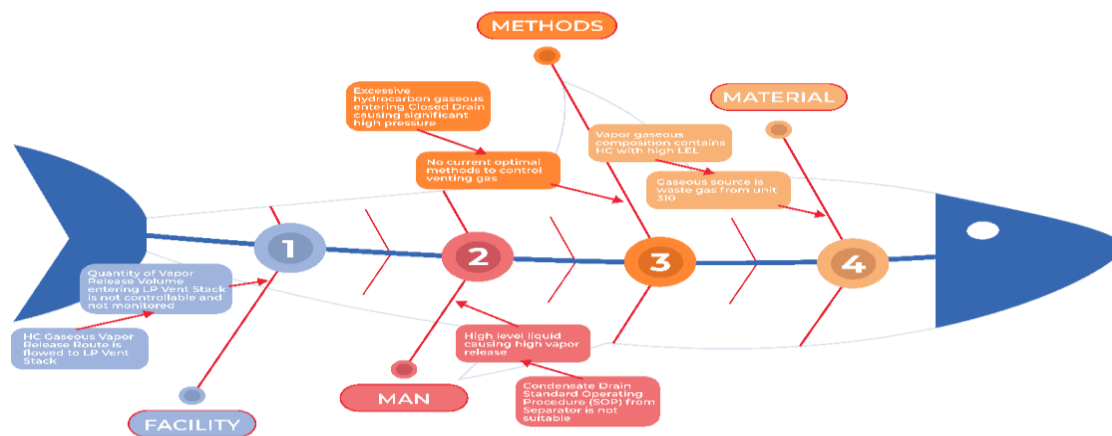 METHODS
Excessive
hydrocarbon gaseous
entering Closed Drain
causing significant
high pressure
No current optimal
methods to control
venting gas
MATERIAL
Vapor gaseous
composition contains
HC with high LEL
Gaseous source is
waste gas from unit
310
1
2
3
4
Quantity of Vapor
Release Volume
entering LP Vent Stack
is not controllable and
not monitored
HC Gaseous Vapor
Release Route is
flowed to LP Vent
Stack
FACILITY
High level liquid
causing high vapor
release
Condensate Drain
Standard Operating
Procedure (SOP) from
Separator is not
suitable
MAN